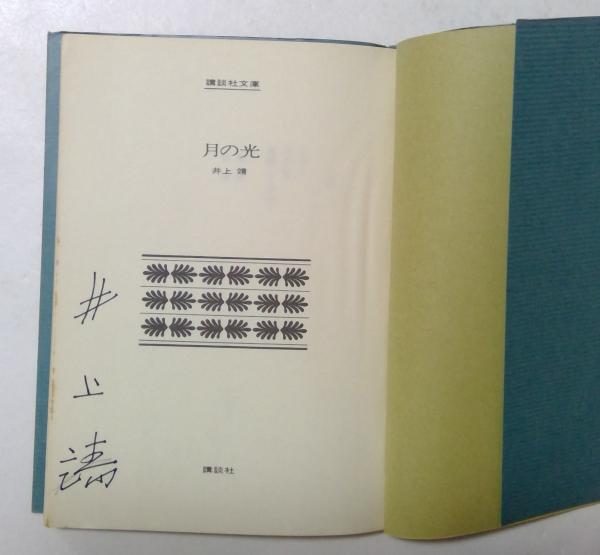 講談社文庫
月の光
井上 靖
井上靖
講談社